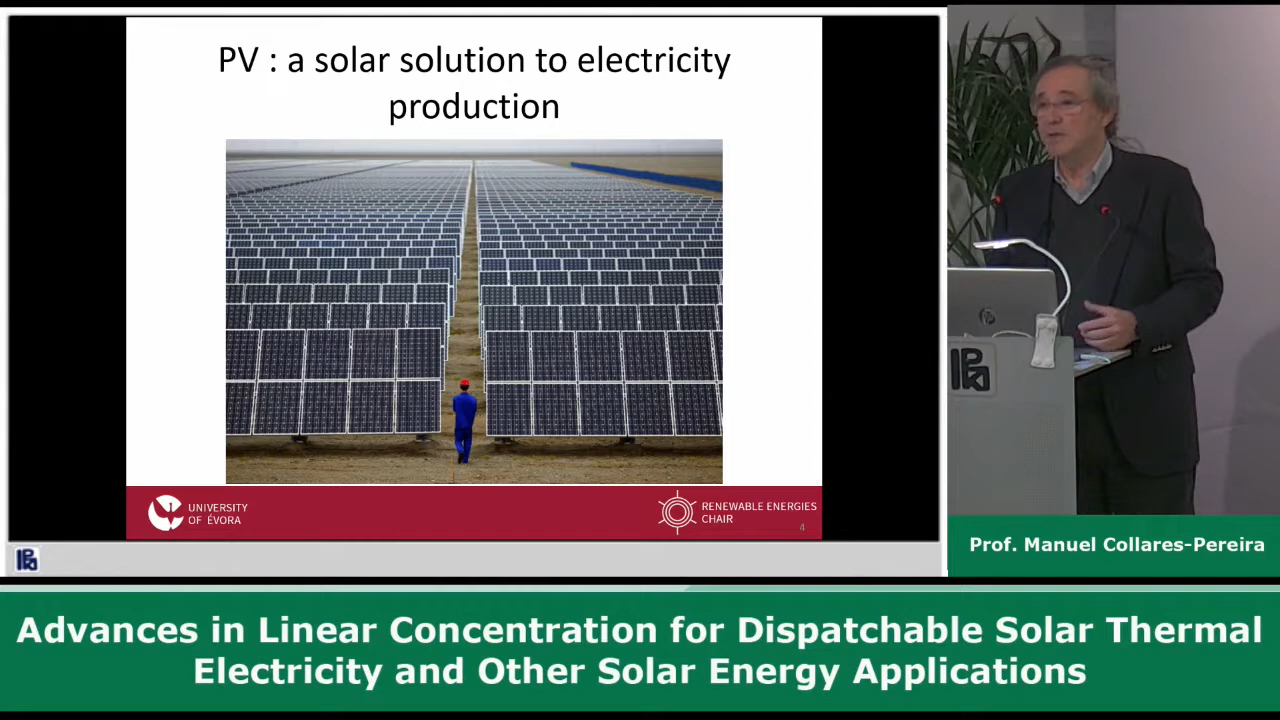 PV : a solar solution to electricity
production
UNIVERSITY
OF ÉVORA
RENEWABLE ENERGIES
CHAIR
4
Prof. Manuel Collares-Pereira
Advances in Linear Concentration for Dispatchable Solar Thermal
Electricity and Other Solar Energy Applications